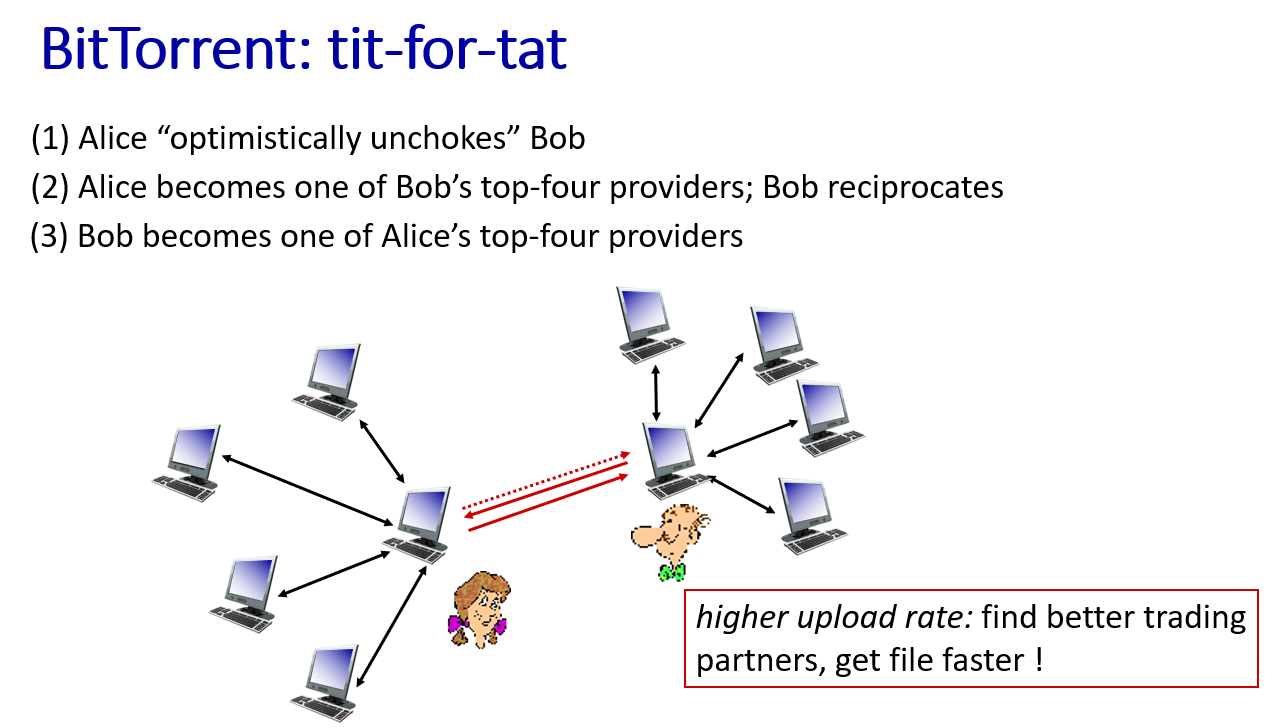 BitTorrent: tit-for-tat
(1) Alice “optimistically unchokes” Bob
(2) Alice becomes one of Bob’s top-four providers; Bob reciprocates
(3) Bob becomes one of Alice’s top-four providers
higher upload rate: find better trading
partners, get file faster !